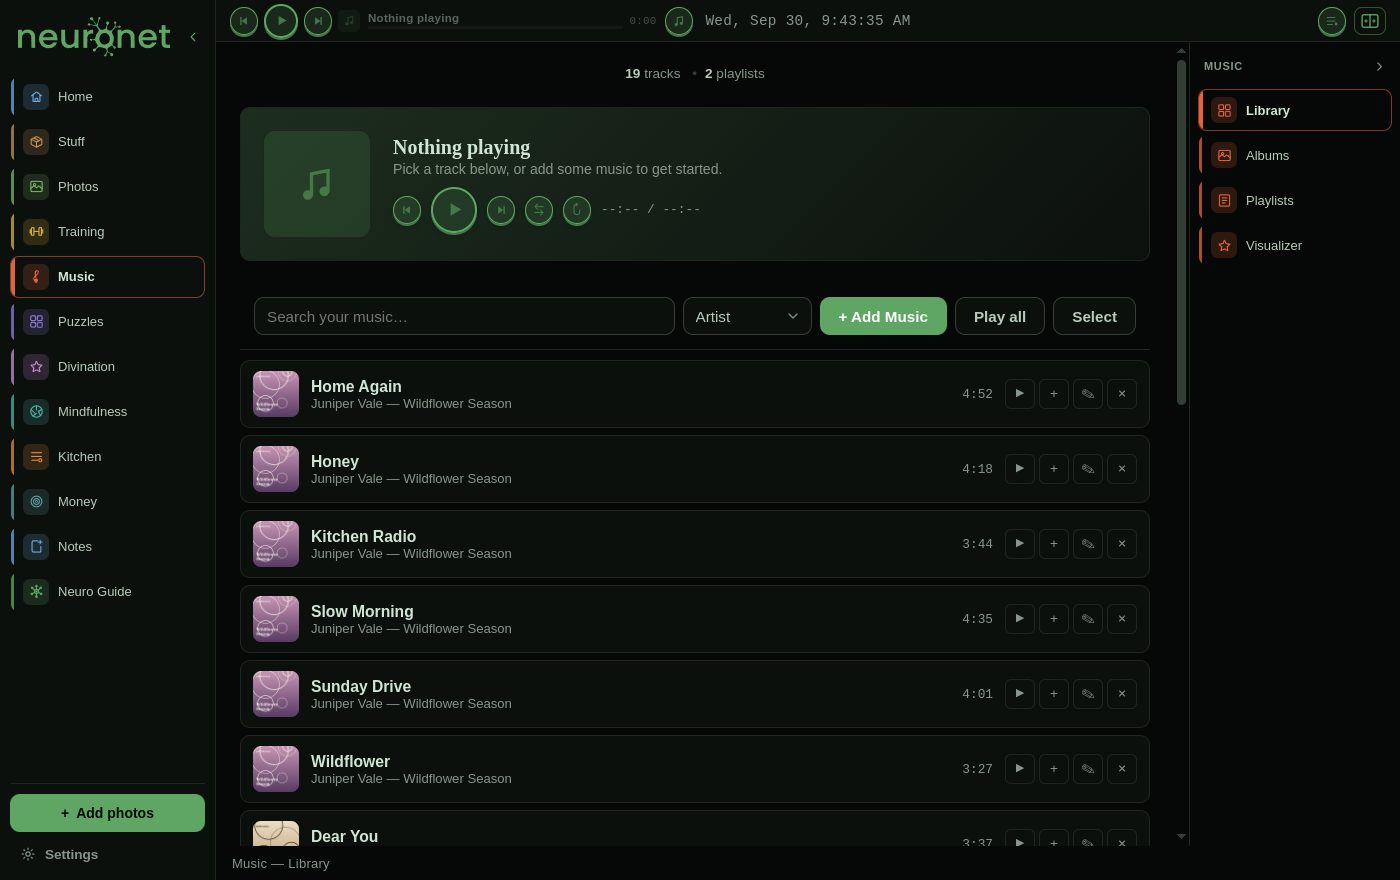 neuronet
Home
Stuff
Photos
Training
Music
Puzzles
Divination
Mindfulness
Kitchen
Money
Notes
Neuro Guide
+ Add photos
Settings
Nothing playing
0:00
Wed, Sep 30, 9:43:35 AM
19 tracks • 2 playlists
Nothing playing
Pick a track below, or add some music to get started.
--:-- / --:--
Search your music…
Artist
+ Add Music
Play all
Select
Home Again
Juniper Vale — Wildflower Season
4:52
Honey
Juniper Vale — Wildflower Season
4:18
Kitchen Radio
Juniper Vale — Wildflower Season
3:44
Slow Morning
Juniper Vale — Wildflower Season
4:35
Sunday Drive
Juniper Vale — Wildflower Season
4:01
Wildflower
Juniper Vale — Wildflower Season
3:27
Dear You
3:37
Music — Library
MUSIC
Library
Albums
Playlists
Visualizer